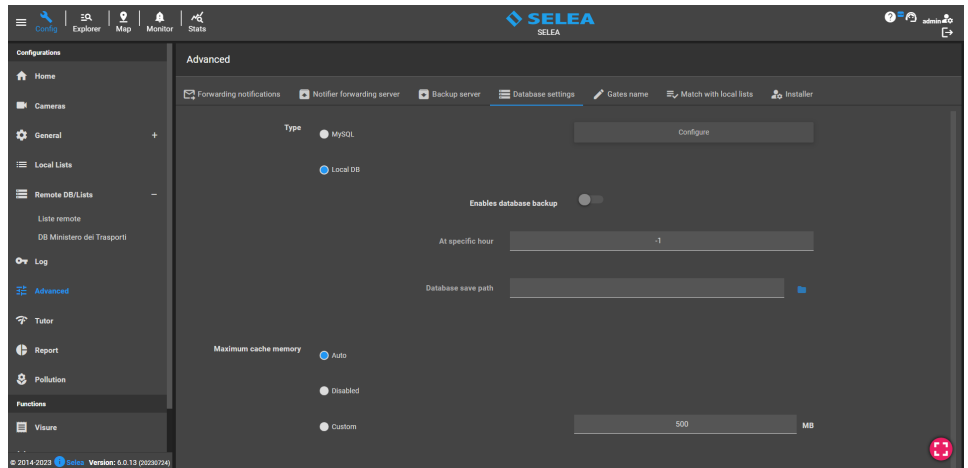 Config
Explorer
Map
Monitor
Stats
SELEA
SELEA
admin
Configurations
Home
Cameras
General +
Local Lists
Remote DB/Lists −
Liste remote
DB Ministero dei Trasporti
Log
Advanced
Tutor
Report
Pollution
Functions
Visure
© 2014-2023 Selea Version: 6.0.13 (20230724)
Advanced
Forwarding notifications
Notifier forwarding server
Backup server
Database settings
Gates name
Match with local lists
Installer
Type
MySQL
Configure
Local DB
Enables database backup
At specific hour
-1
Database save path
Maximum cache memory
Auto
Disabled
Custom
500 MB